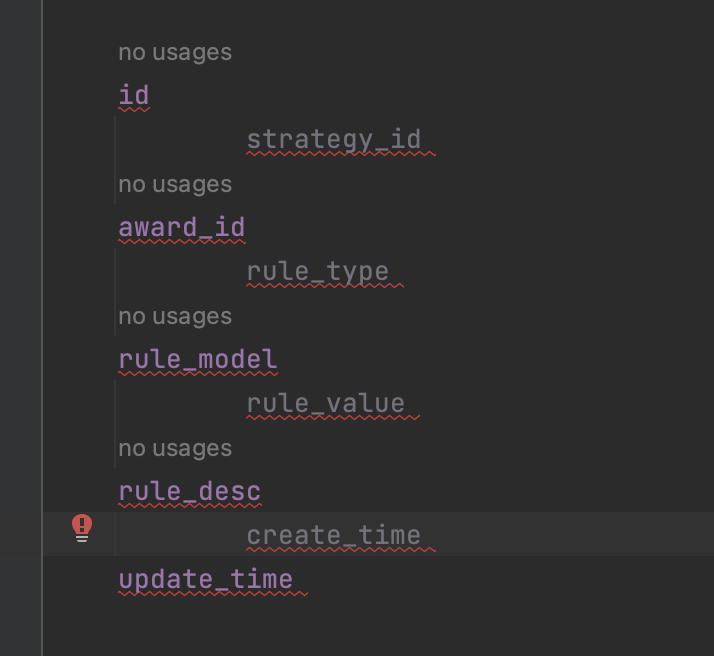 no usages
id
strategy_id
no usages
award_id
rule_type
no usages
rule_model
rule_value
no usages
rule_desc
create_time
update_time